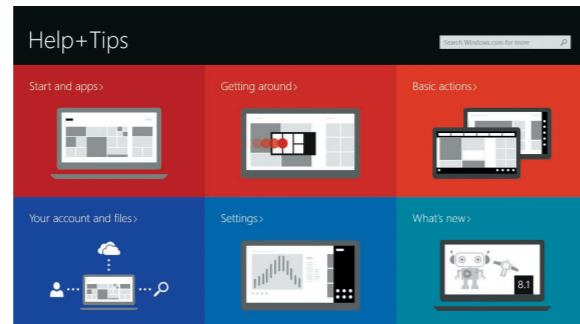 Help+Tips
Search Windows.com for more
Start and apps>
Getting around>
Basic actions>
Your account and files>
Settings>
What's new>
8.1